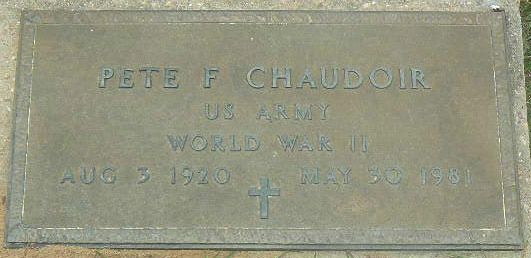 PETE F CHAUDOIR
US ARMY
WORLD WAR II
AUG 3 1920 MAY 30 1981